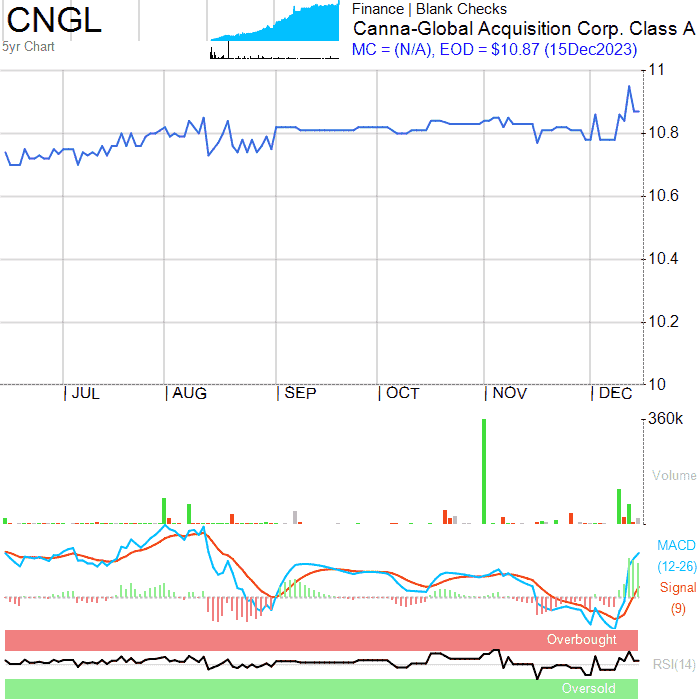 CNGL
5yr Chart
Finance | Blank Checks
Canna-Global Acquisition Corp. Class A
MC = (N/A), EOD = $10.87 (15Dec2023)
11
10.8
10.6
10.4
10.2
10
JUL
AUG
SEP
OCT
NOV
DEC
360k
Volume
MACD
(12-26)
Signal
(9)
Overbought
RSI(14)
Oversold